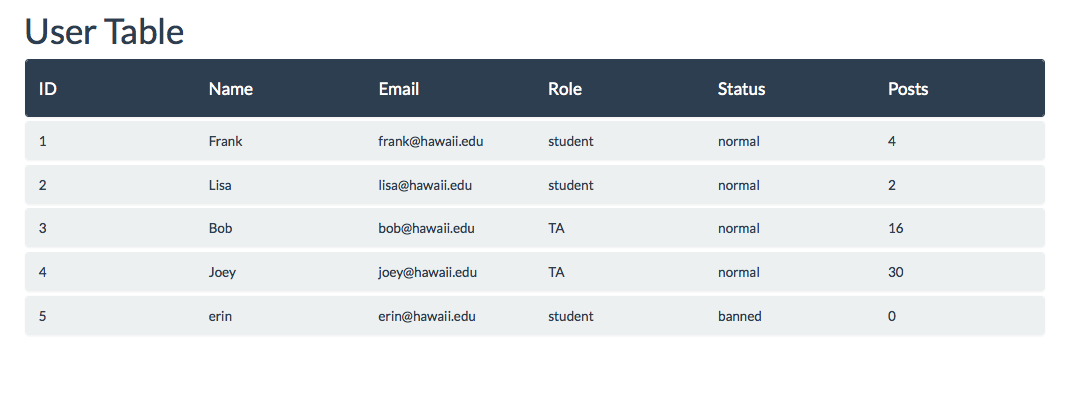 User Table
ID Name Email Role Status Posts
1 Frank frank@hawaii.edu student normal 4
2 Lisa lisa@hawaii.edu student normal 2
3 Bob bob@hawaii.edu TA normal 16
4 Joey joey@hawaii.edu TA normal 30
5 erin erin@hawaii.edu student banned 0